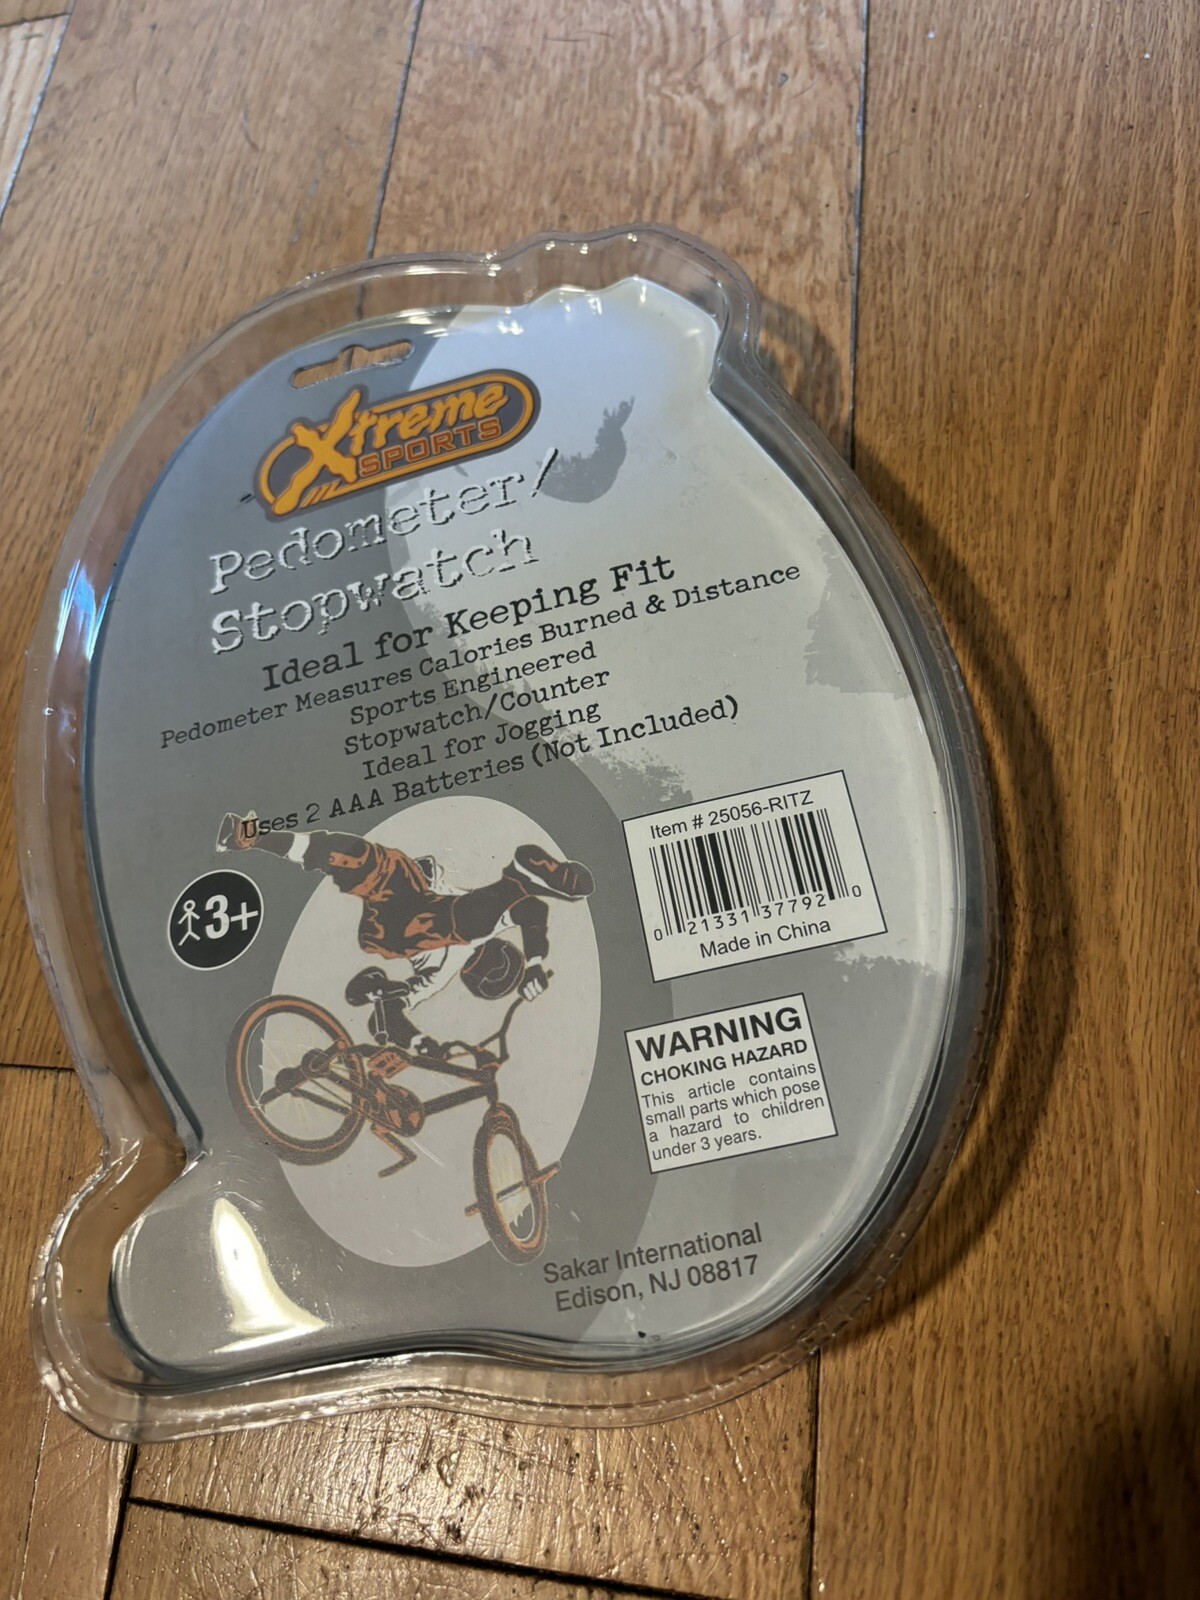 Xtreme
SPORTS
Pedometer/
Stopwatch
Ideal for Keeping Fit
Pedometer Measures Calories Burned & Distance
Sports Engineered
Stopwatch/Counter
Ideal for Jogging
Uses 2 AAA Batteries (Not Included)
3+
Item # 25056-RITZ
0 21331 37792 0
Made in China
WARNING
CHOKING HAZARD
This article contains
small parts which pose
a hazard to children
under 3 years.
Sakar International
Edison, NJ 08817